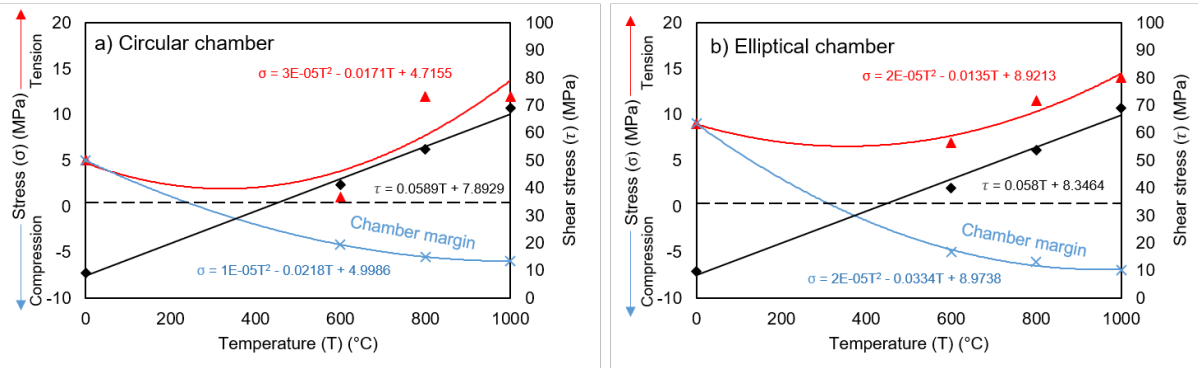 a) Circular chamber
σ = 3E-05T² - 0.0171T + 4.7155
τ = 0.0589T + 7.8929
Chamber margin
σ = 1E-05T² - 0.0218T + 4.9986
Tension
Stress (σ) (MPa)
Compression
20
15
10
5
0
-5
-10
100
90
80
70
60
50
40
30
20
10
0
Shear stress (τ) (MPa)
0 200 400 600 800 1000
Temperature (T) (°C)
b) Elliptical chamber
σ = 2E-05T² - 0.0135T + 8.9213
τ = 0.058T + 8.3464
Chamber margin
σ = 2E-05T² - 0.0334T + 8.9738
Tension
Stress (σ) (MPa)
Compression
20
15
10
5
0
-5
-10
100
90
80
70
60
50
40
30
20
10
0
Shear stress (τ) (MPa)
0 200 400 600 800 1000
Temperature (T) (°C)